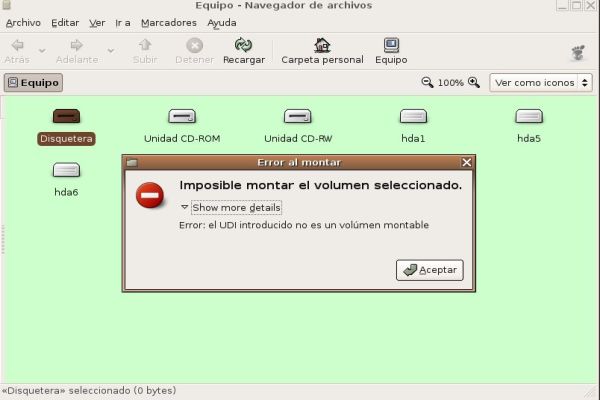 Equipo - Navegador de archivos
Archivo Editar Ver Ir a Marcadores Ayuda
Atrás Adelante Subir Detener Recargar Carpeta personal Equipo
Equipo 100% Ver como iconos
Disquetera Unidad CD-ROM Unidad CD-RW hda1 hda5
hda6
Error al montar
Imposible montar el volumen seleccionado.
Show more details
Error: el UDI introducido no es un volúmen montable
Aceptar
«Disquetera» seleccionado (0 bytes)